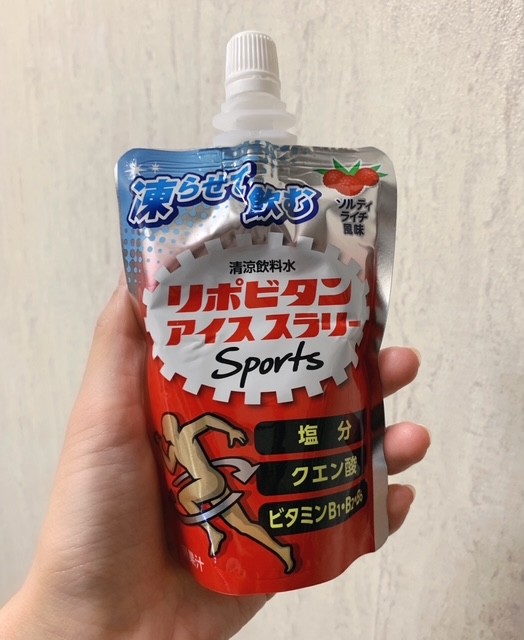 凍らせて
飲む
ソルティ
ライチ
風味
清涼飲料水
リポビタン
アイススラリー
Sports
塩分
クエン酸
ビタミンB1・B2・B6
果汁